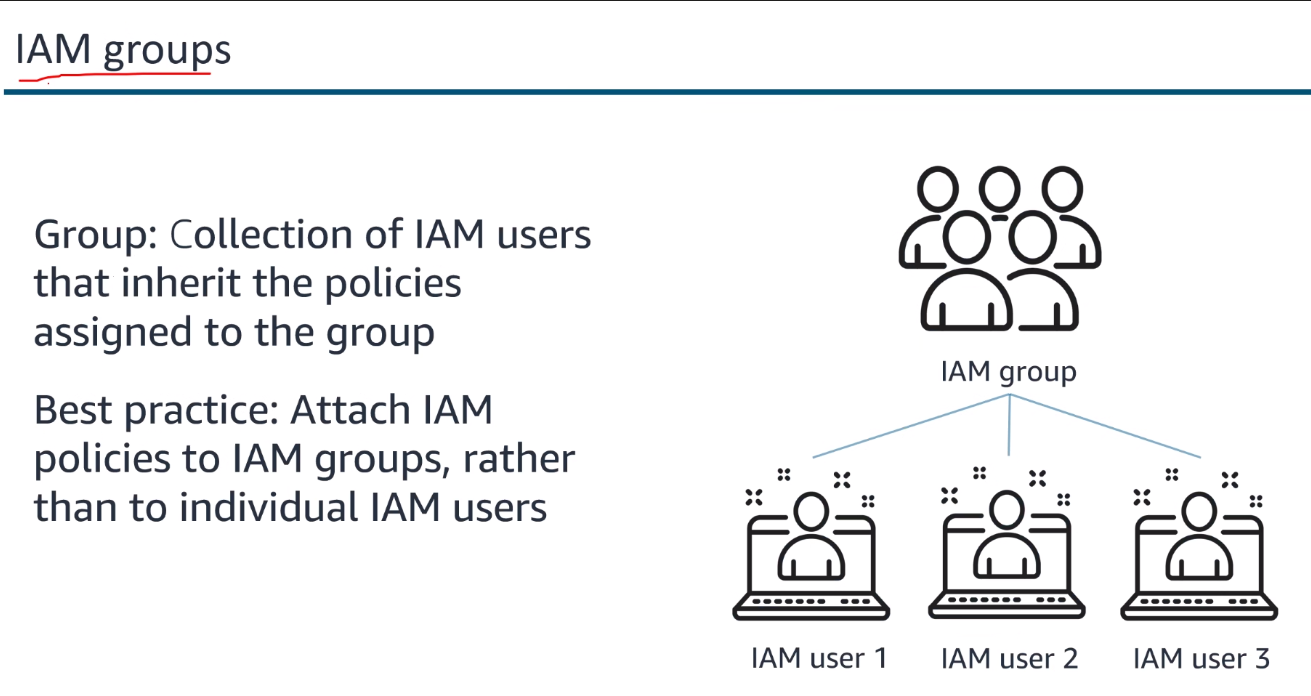 IAM groups
Group: Collection of IAM users
that inherit the policies
assigned to the group
Best practice: Attach IAM
policies to IAM groups, rather
than to individual IAM users
IAM group
IAM user 1
IAM user 2
IAM user 3